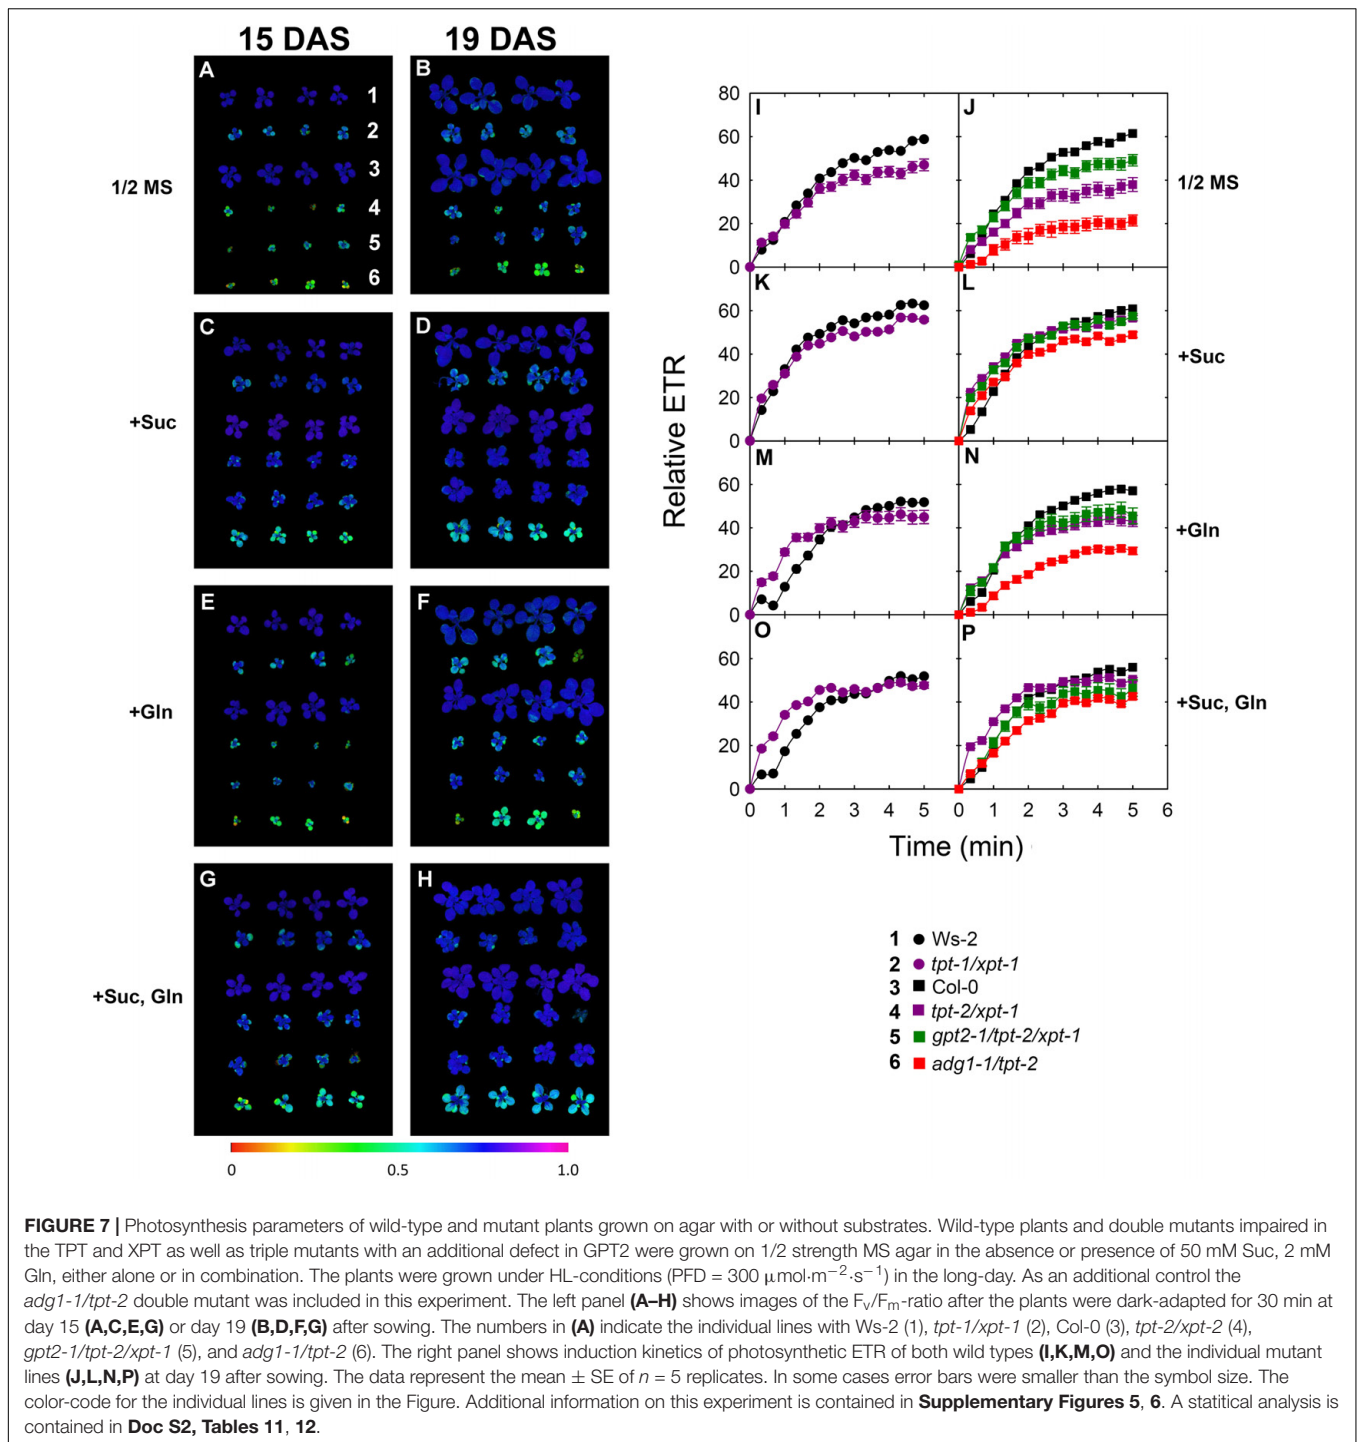 15 DAS 19 DAS
A
1
2
3
4
5
6
B
1/2 MS
C
D
+Suc
E
F
+Gln
G
H
+Suc, Gln
0 0.5 1.0
Relative ETR
80
60
40
20
0
I
J
1/2 MS
60
40
20
0
K
L
+Suc
60
40
20
0
M
N
+Gln
60
40
20
0
O
P
+Suc, Gln
0 1 2 3 4 5 0 1 2 3 4 5 6
Time (min)
1 Ws-2
2 tpt-1/xpt-1
3 Col-0
4 tpt-2/xpt-1
5 gpt2-1/tpt-2/xpt-1
6 adg1-1/tpt-2
FIGURE 7 | Photosynthesis parameters of wild-type and mutant plants grown on agar with or without substrates. Wild-type plants and double mutants impaired in
the TPT and XPT as well as triple mutants with an additional defect in GPT2 were grown on 1/2 strength MS agar in the absence or presence of 50 mM Suc, 2 mM
Gln, either alone or in combination. The plants were grown under HL-conditions (PFD = 300 μmol·m−2·s−1) in the long-day. As an additional control the
adg1-1/tpt-2 double mutant was included in this experiment. The left panel (A–H) shows images of the Fv/Fm-ratio after the plants were dark-adapted for 30 min at
day 15 (A,C,E,G) or day 19 (B,D,F,G) after sowing. The numbers in (A) indicate the individual lines with Ws-2 (1), tpt-1/xpt-1 (2), Col-0 (3), tpt-2/xpt-2 (4),
gpt2-1/tpt-2/xpt-1 (5), and adg1-1/tpt-2 (6). The right panel shows induction kinetics of photosynthetic ETR of both wild types (I,K,M,O) and the individual mutant
lines (J,L,N,P) at day 19 after sowing. The data represent the mean ± SE of n = 5 replicates. In some cases error bars were smaller than the symbol size. The
color-code for the individual lines is given in the Figure. Additional information on this experiment is contained in Supplementary Figures 5, 6. A statitical analysis is
contained in Doc S2, Tables 11, 12.